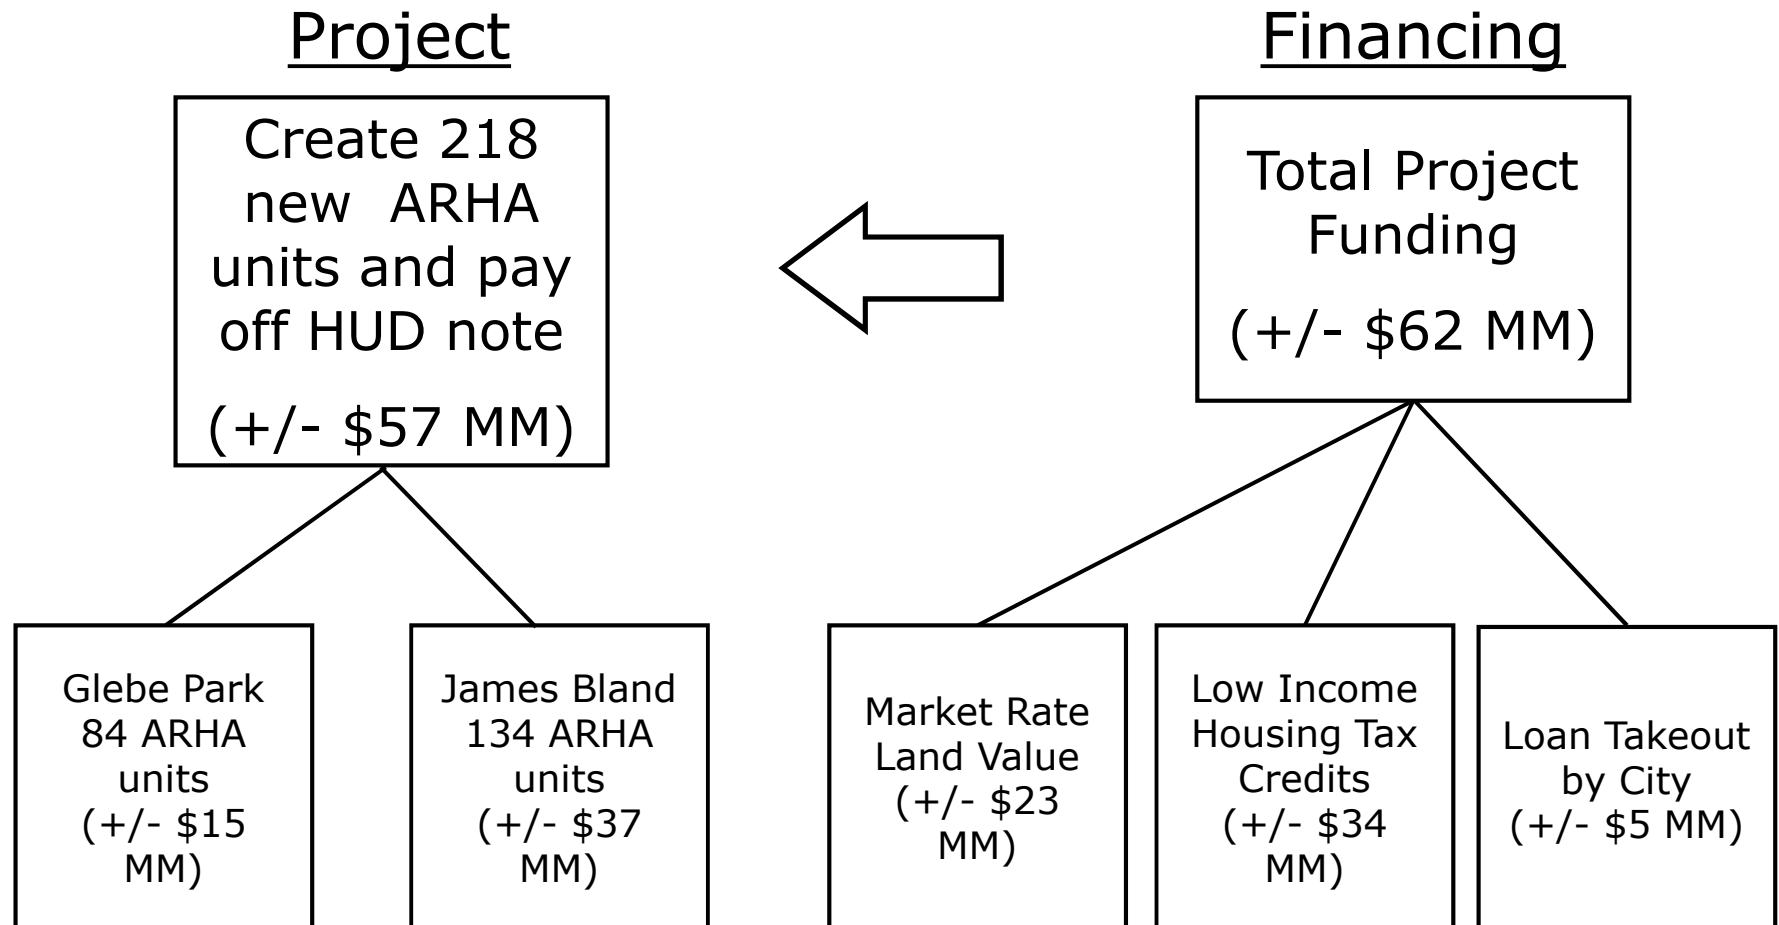 Project
Create 218
new ARHA
units and pay
off HUD note
(+/- $57 MM)
Glebe Park
84 ARHA
units
(+/- $15
MM)
James Bland
134 ARHA
units
(+/- $37
MM)
Financing
Total Project
Funding
(+/- $62 MM)
Market Rate
Land Value
(+/- $23
MM)
Low Income
Housing Tax
Credits
(+/- $34
MM)
Loan Takeout
by City
(+/- $5 MM)